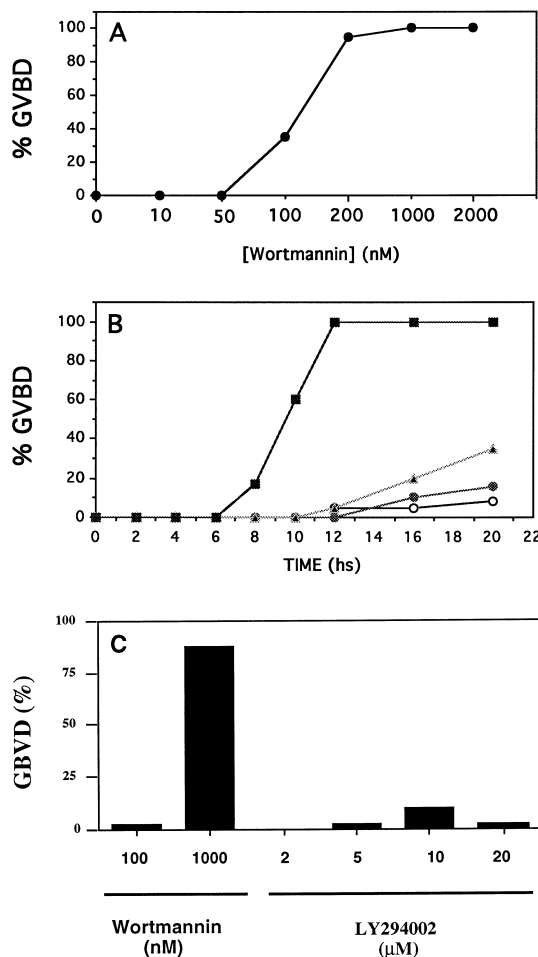 A
% GVBD
100
80
60
40
20
0
0 10 50 100 200 1000 2000
[Wortmannin] (nM)
B
% GVBD
100
80
60
40
20
0
0 2 4 6 8 10 12 14 16 18 20 22
TIME (hs)
C
GBVD (%)
100
75
50
25
0
100 1000 2 5 10 20
Wortmannin LY294002
(nM) (μM)